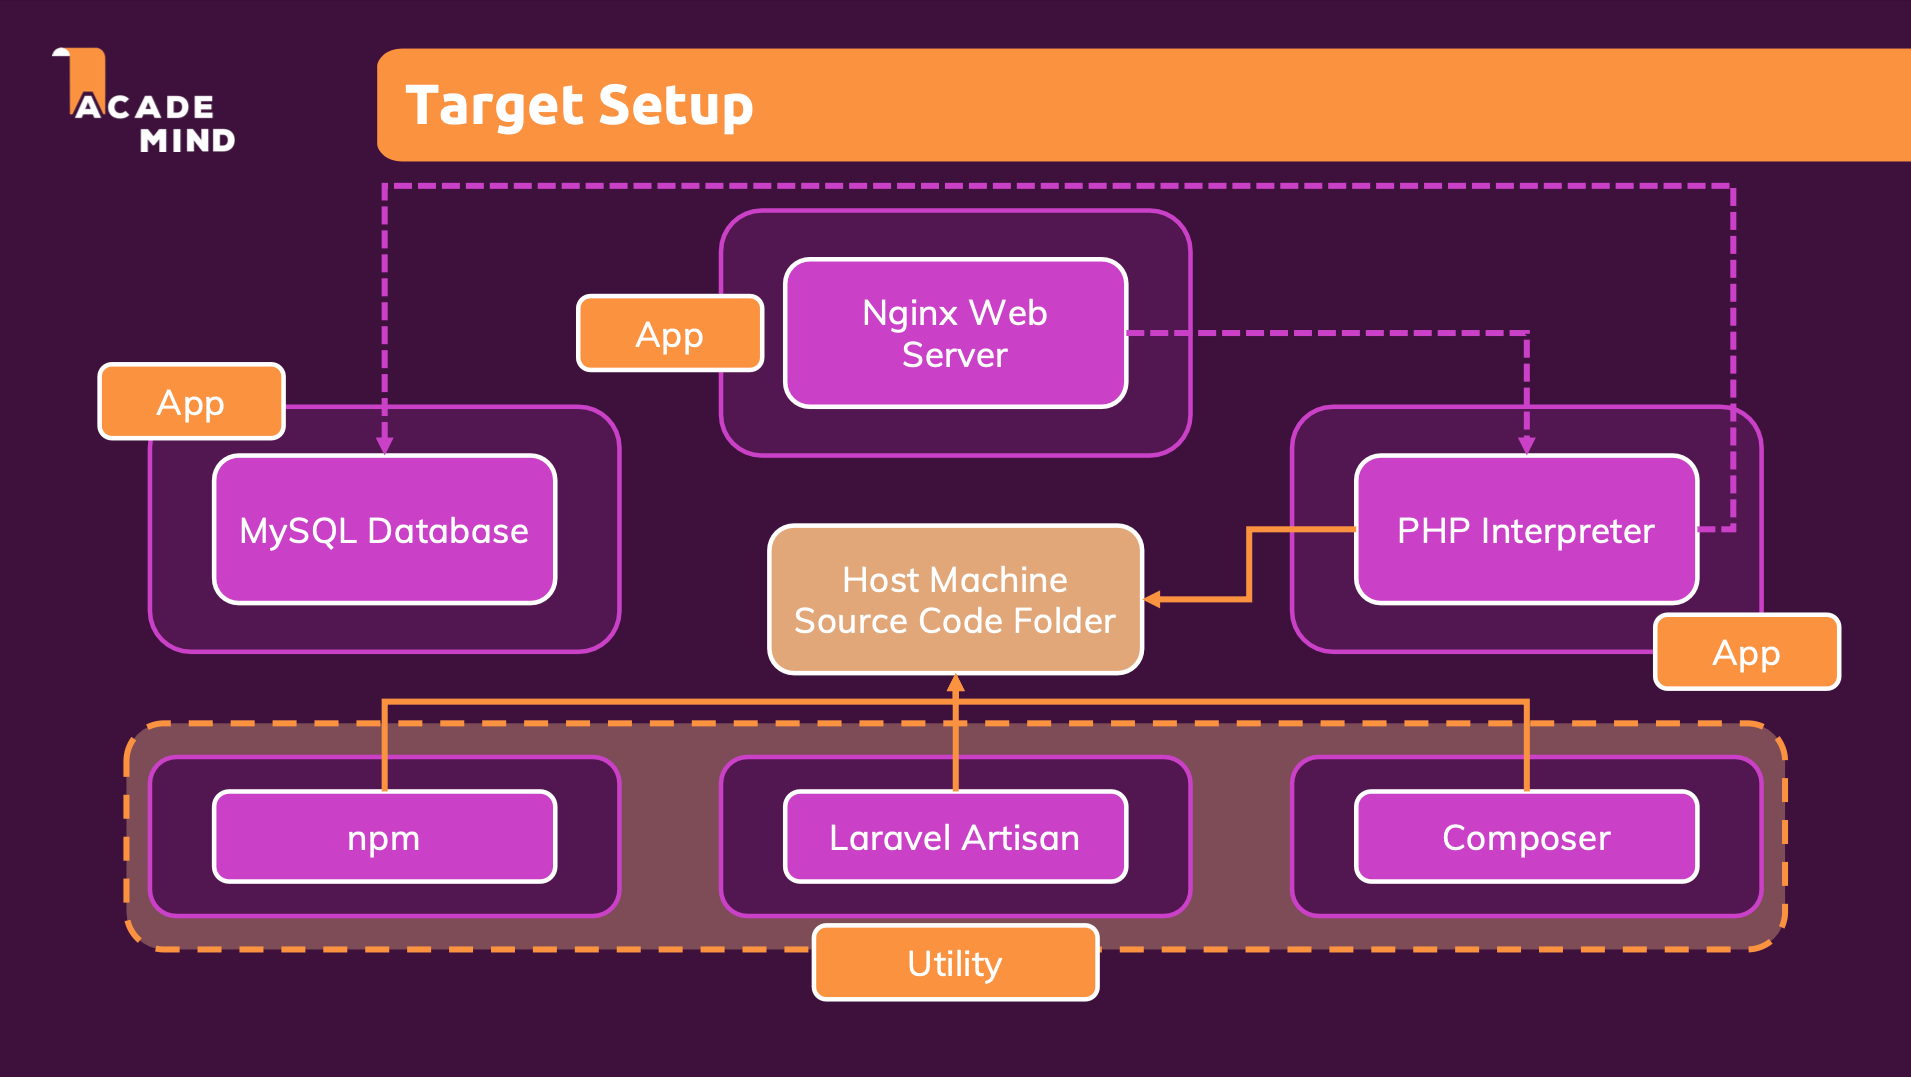 ACADE
MIND
Target Setup
App
Nginx Web
Server
App
MySQL Database
PHP Interpreter
Host Machine
Source Code Folder
App
npm
Laravel Artisan
Composer
Utility